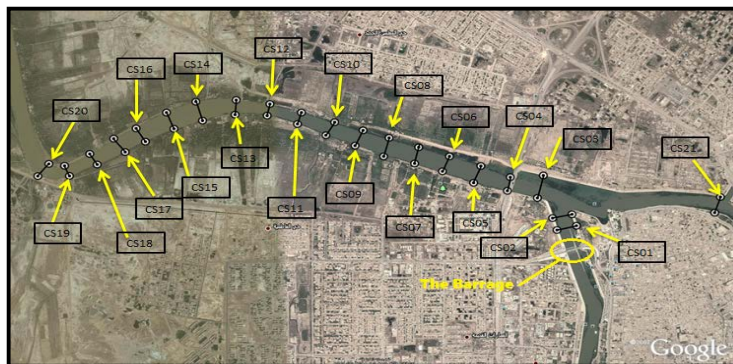 CS12
CS14
CS10
CS16
CS08
CS06
CS04
CS03
CS20
CS21
CS13
CS15
CS09
CS11
CS17
CS07
CS05
CS19
CS18
CS02
CS01
The Barrage
Google